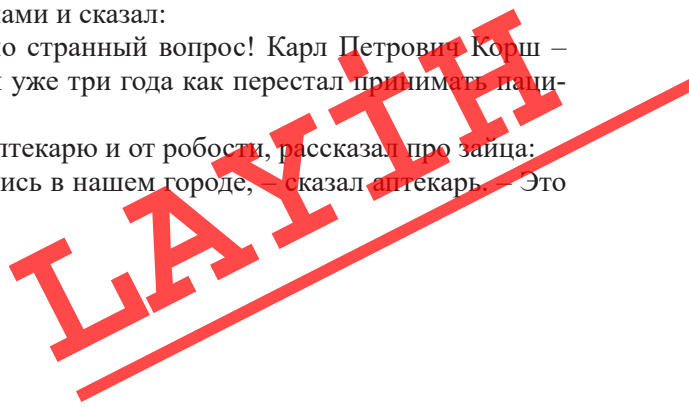 ами и сказал:
о странный вопрос! Карл Петрович Корш –
уже три года как перестал принимать паци-
птекарю и от робости, рассказал про зайца:
ись в нашем городе, – сказал аптекарь. – Это
LAYİH